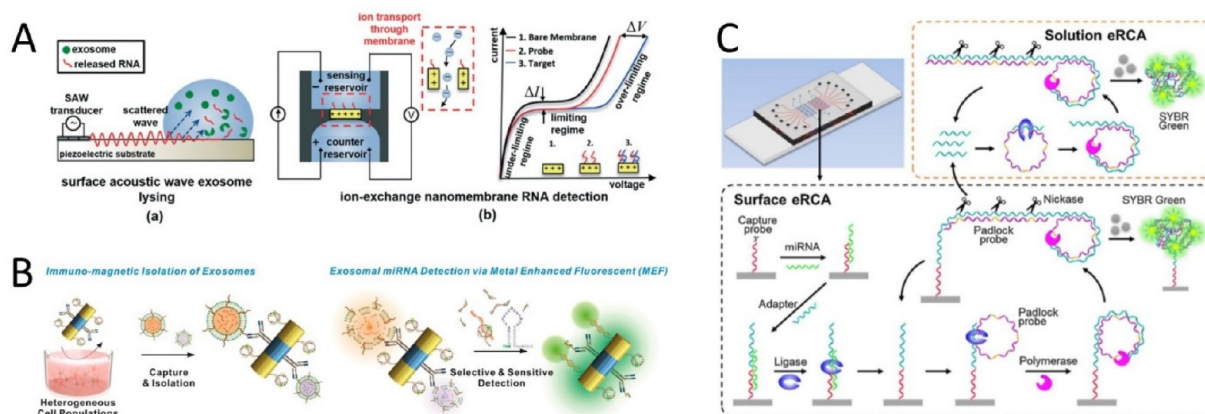 A
exosome
released RNA
SAW
transducer
scattered
wave
piezoelectric substrate
surface acoustic wave exosome
lysing
(a)
ion transport
through
membrane
sensing
reservoir
counter
reservoir
V
+
ion-exchange nanomembrane RNA detection
(b)
current
1. Bare Membrane
2. Probe
3. Target
ΔV
ΔI
under-limiting
regime
limiting
regime
over-limiting
regime
1.
2.
3.
voltage
B
Immuno-magnetic Isolation of Exosomes
Capture
& Isolation
Heterogeneous
Cell Populations
Exosomal miRNA Detection via Metal Enhanced Fluorescent (MEF)
Selective & Sensitive
Detection
C
Solution eRCA
SYBR
Green
Surface eRCA
Capture
probe
miRNA
Adapter
Ligase
Nickase
Padlock
probe
SYBR Green
Padlock
probe
Polymerase